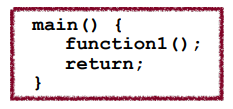 main() {
function1();
return;
}